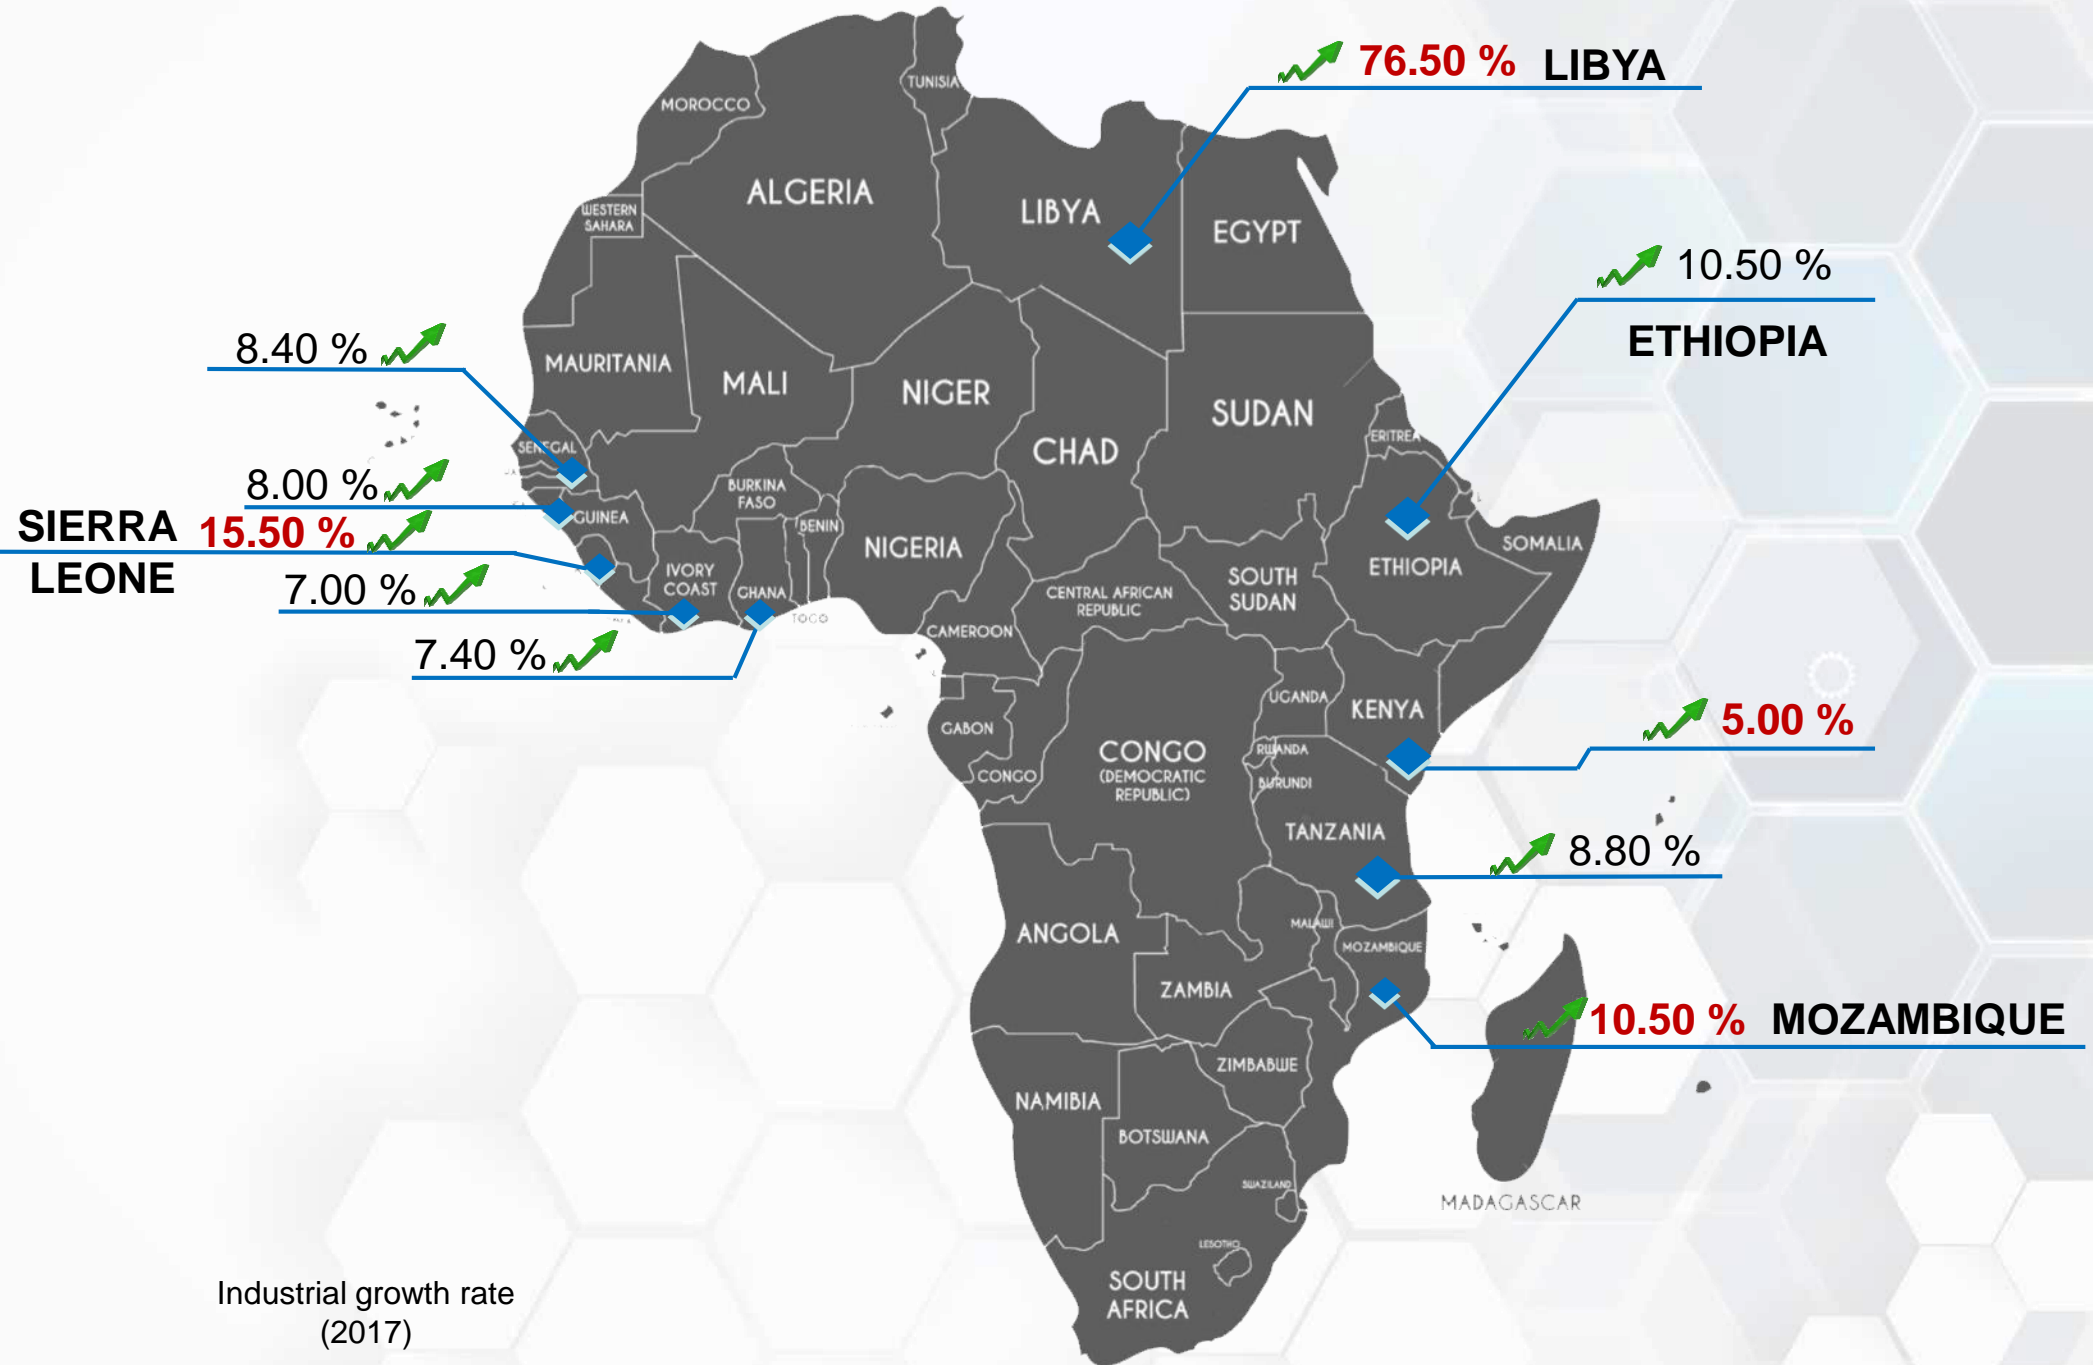 76.50 % LIBYA
TUNISIA
MOROCCO
ALGERIA
LIBYA
WESTERN
SAHARA
EGYPT
10.50 %
ETHIOPIA
8.40 %
MAURITANIA
MALI
NIGER
SUDAN
CHAD
ERITREA
SENEGAL
8.00 %
BURKINA
FASO
GUINEA
BENIN
SIERRA
LEONE
15.50 %
NIGERIA
SOMALIA
ETHIOPIA
IVORY
COAST
GHANA
SOUTH
SUDAN
CENTRAL AFRICAN
REPUBLIC
7.00 %
TOGO
CAMEROON
7.40 %
UGANDA
KENYA
5.00 %
GABON
CONGO
(DEMOCRATIC
REPUBLIC)
RWANDA
CONGO
BURUNDI
TANZANIA
8.80 %
MALAWI
ANGOLA
MOZAMBIQUE
ZAMBIA
10.50 % MOZAMBIQUE
ZIMBABWE
NAMIBIA
BOTSWANA
SWAZILAND
MADAGASCAR
LESOTHO
SOUTH
AFRICA
Industrial growth rate
(2017)